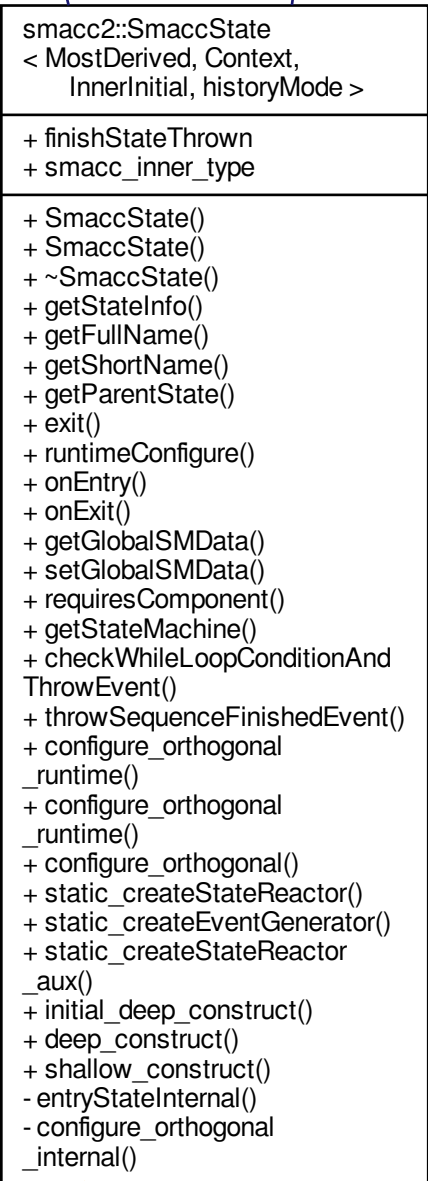 smacc2::SmaccState
< MostDerived, Context,
InnerInitial, historyMode >
+ finishStateThrown
+ smacc_inner_type
+ SmaccState()
+ SmaccState()
+ ~SmaccState()
+ getStateInfo()
+ getFullName()
+ getShortName()
+ getParentState()
+ exit()
+ runtimeConfigure()
+ onEntry()
+ onExit()
+ getGlobalSMData()
+ setGlobalSMData()
+ requiresComponent()
+ getStateMachine()
+ checkWhileLoopConditionAnd
ThrowEvent()
+ throwSequenceFinishedEvent()
+ configure_orthogonal
_runtime()
+ configure_orthogonal
_runtime()
+ configure_orthogonal()
+ static_createStateReactor()
+ static_createEventGenerator()
+ static_createStateReactor
_aux()
+ initial_deep_construct()
+ deep_construct()
+ shallow_construct()
- entryStateInternal()
- configure_orthogonal
_internal()